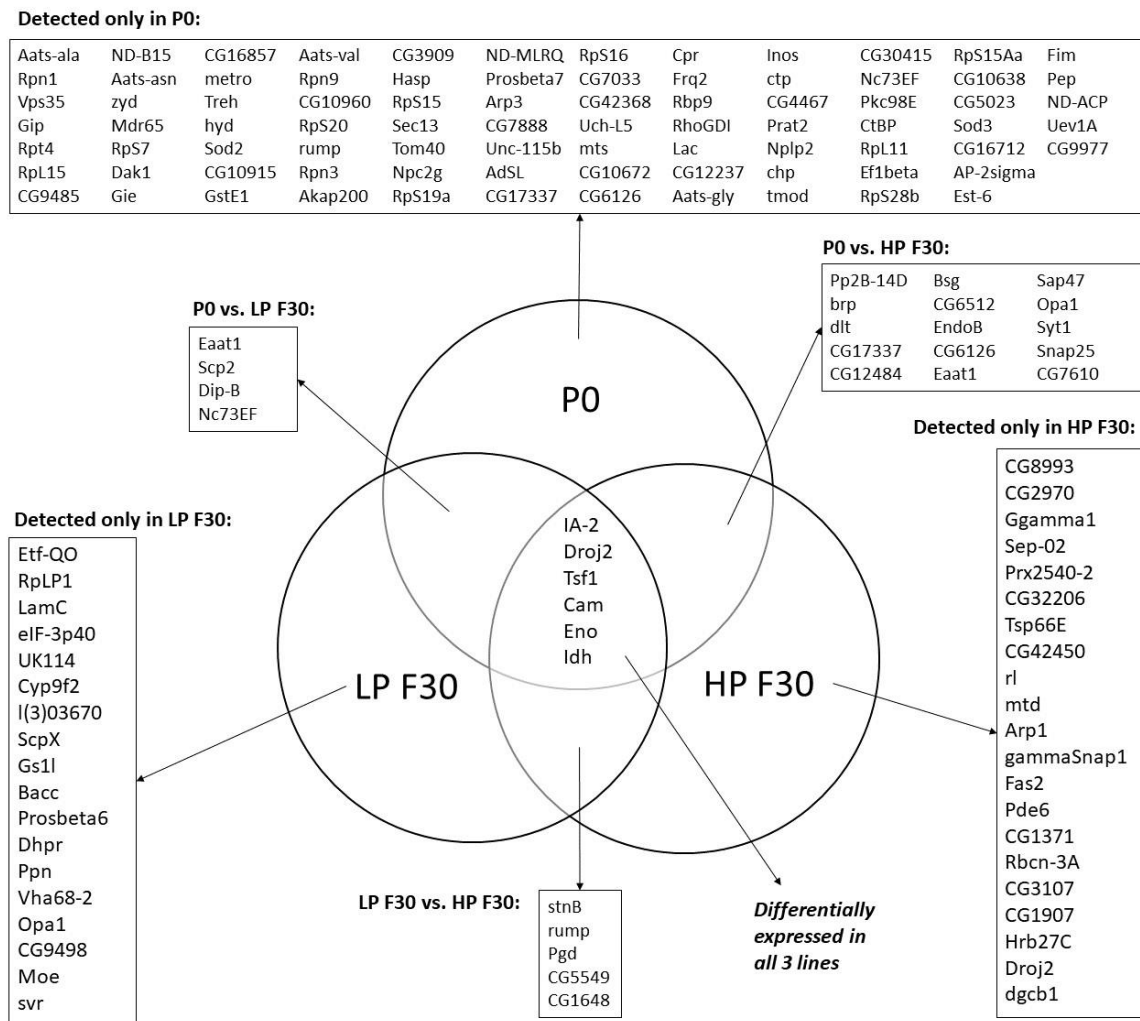 Detected only in P0:
Aats-ala ND-B15 CG16857 Aats-val CG3909 ND-MLRQ RpS16 Cpr Inos CG30415 RpS15Aa Fim
Rpn1 Aats-asn metro Rpn9 Hasp Prosbeta7 CG7033 Frq2 ctp Nc73EF CG10638 Pep
Vps35 zyd Treh CG10960 RpS15 Arp3 CG42368 Rbp9 CG4467 Pkc98E CG5023 ND-ACP
Gip Mdr65 hyd RpS20 Sec13 CG7888 Uch-L5 RhoGDI Prat2 CtBP Sod3 Uev1A
Rpt4 RpS7 Sod2 rump Tom40 Unc-115b mts Lac Nplp2 RpL11 CG16712 CG9977
RpL15 Dak1 CG10915 Rpn3 Npc2g AdSL CG10672 CG12237 chp Ef1beta AP-2sigma
CG9485 Gie GstE1 Akap200 RpS19a CG17337 CG6126 Aats-gly tmod RpS28b Est-6
P0 vs. HP F30:
Pp2B-14D Bsg Sap47
brp CG6512 Opa1
dlt EndoB Syt1
CG17337 CG6126 Snap25
CG12484 Eaat1 CG7610
P0 vs. LP F30:
Eaat1
Scp2
Dip-B
Nc73EF
P0
Detected only in HP F30:
CG8993
CG2970
Ggamma1
Sep-02
Prx2540-2
CG32206
Tsp66E
CG42450
rl
mtd
Arp1
gammaSnap1
Fas2
Pde6
CG1371
Rbcn-3A
CG3107
CG1907
Hrb27C
Droj2
dgcb1
Detected only in LP F30:
Etf-QO
RpLP1
LamC
eIF-3p40
UK114
Cyp9f2
l(3)03670
ScpX
Gs1l
Bacc
Prosbeta6
Dhpr
Ppn
Vha68-2
Opa1
CG9498
Moe
svr
IA-2
Droj2
Tsf1
Cam
Eno
Idh
LP F30
HP F30
LP F30 vs. HP F30:
stnB
rump
Pgd
CG5549
CG1648
Differentially
expressed in
all 3 lines